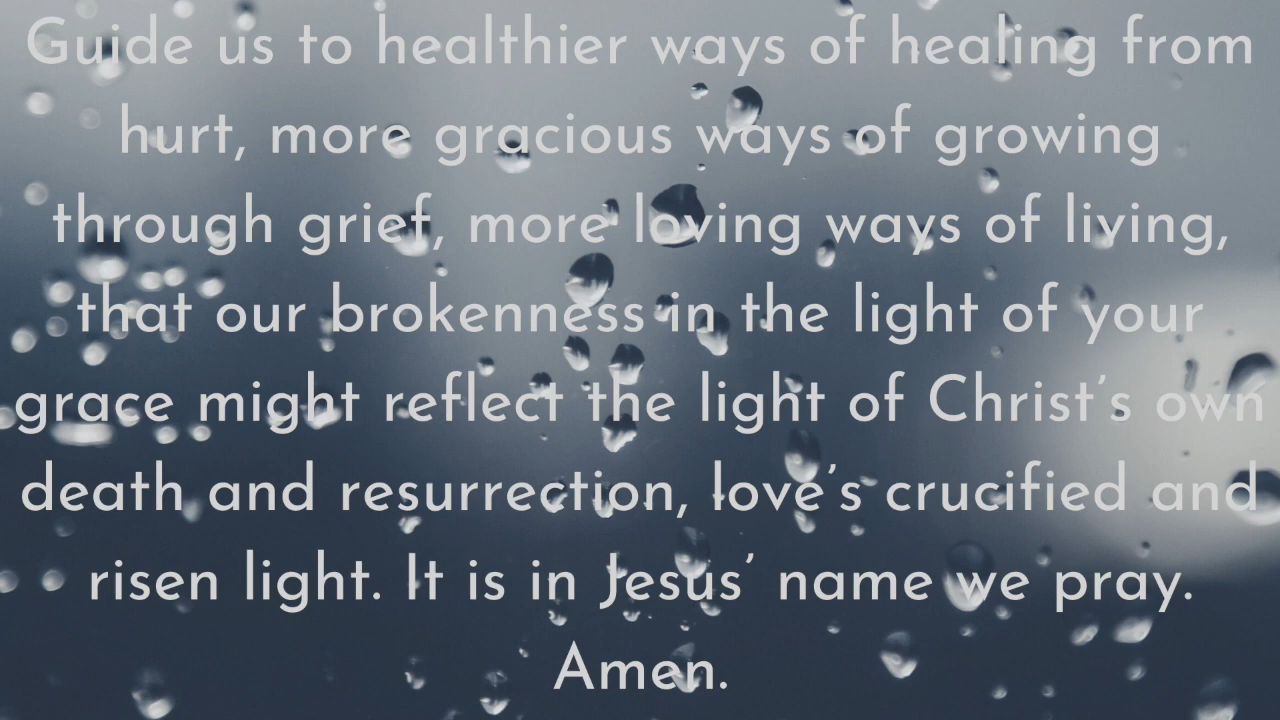 Guide us to healthier ways of healing from
hurt, more gracious ways of growing
through grief, more loving ways of living,
that our brokenness in the light of your
grace might reflect the light of Christ’s own
death and resurrection, love’s crucified and
risen light. It is in Jesus’ name we pray.
Amen.